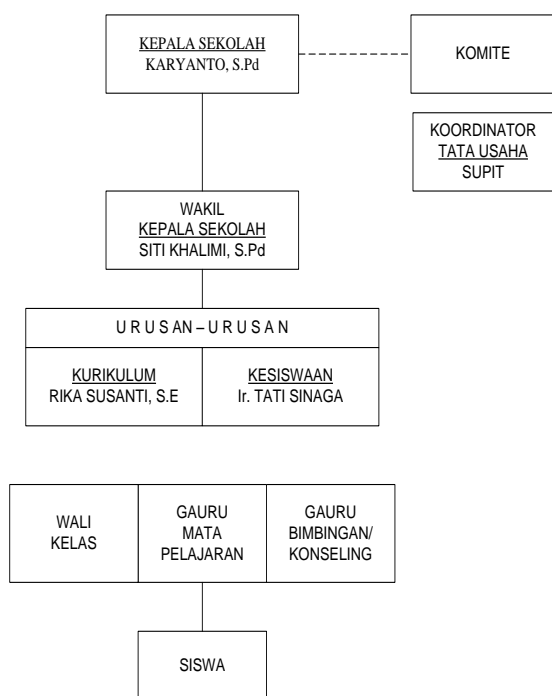 KEPALA SEKOLAH
KARYANTO, S.Pd
KOMITE
KOORDINATOR
TATA USAHA
SUPIT
WAKIL
KEPALA SEKOLAH
SITI KHALIMI, S.Pd
U R U S AN – U R U S A N
KURIKULUM
RIKA SUSANTI, S.E
KESISWAAN
Ir. TATI SINAGA
WALI
KELAS
GAURU
MATA
PELAJARAN
GAURU
BIMBINGAN/
KONSELING
SISWA